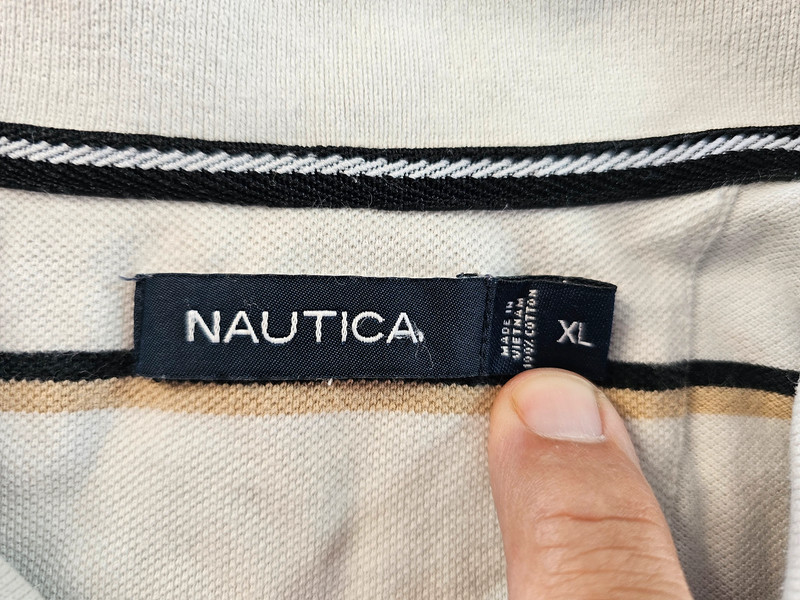 NAUTICA
MADE IN
VIETNAM
100% COTTON
XL